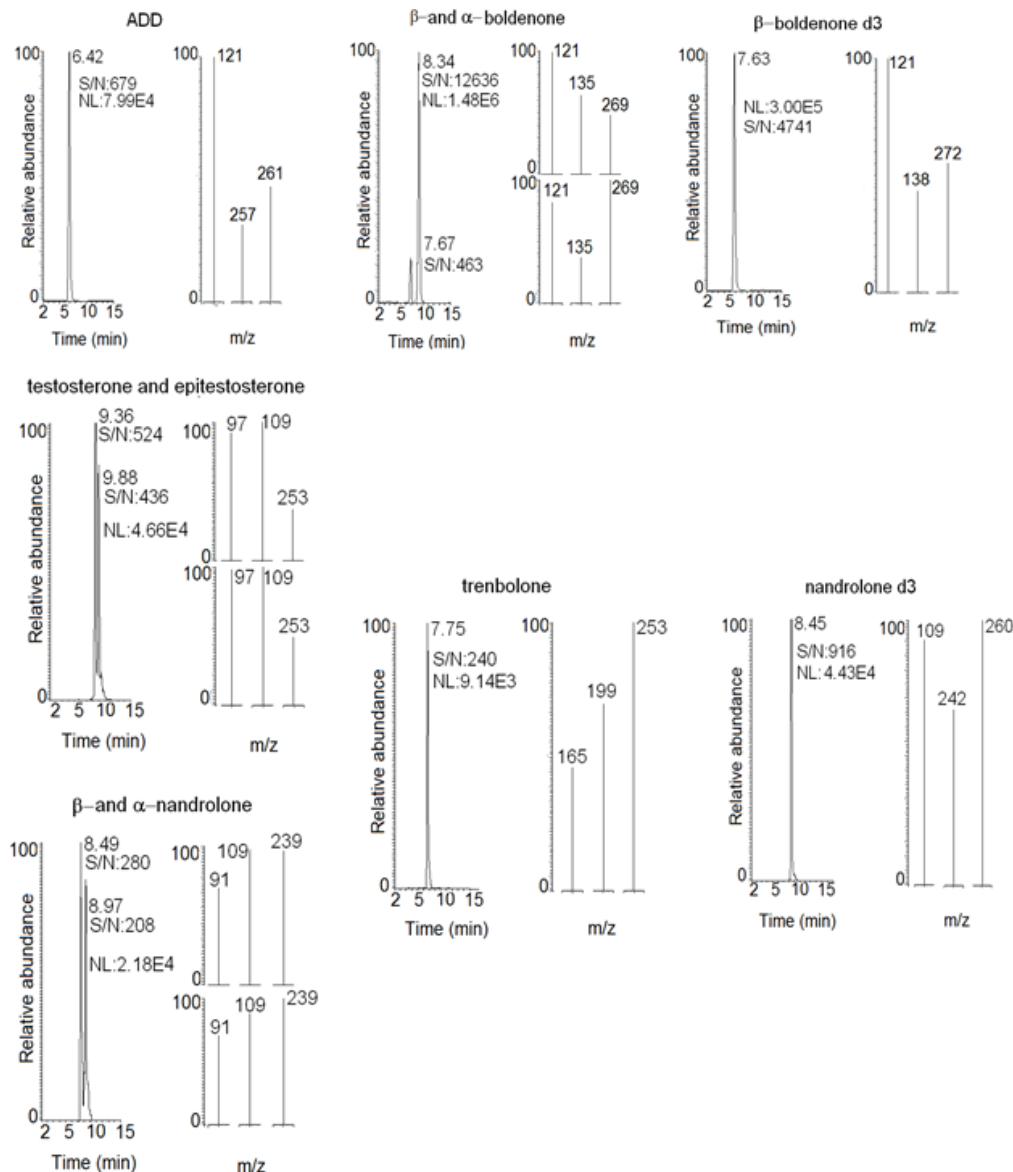 ADD
100
6.42
S/N:679
NL:7.99E4
Relative abundance
0
2 5 10 15
Time (min)
100
121
257
261
0
m/z
β-and α-boldenone
100
8.34
S/N:12636
NL:1.48E6
7.67
S/N:463
Relative abundance
0
2 5 10 15
Time (min)
100
121
135
269
0
100
121
135
269
0
m/z
β-boldenone d3
100
7.63
NL:3.00E5
S/N:4741
Relative abundance
0
2 5 10 15
Time (min)
100
121
138
272
0
m/z
testosterone and epitestosterone
100
9.36
S/N:524
9.88
S/N:436
NL:4.66E4
Relative abundance
0
2 5 10 15
Time (min)
100
97
109
253
0
100
97
109
253
0
m/z
trenbolone
100
7.75
S/N:240
NL:9.14E3
Relative abundance
0
2 5 10 15
Time (min)
100
165
199
253
0
m/z
nandrolone d3
100
8.45
S/N:916
NL:4.43E4
Relative abundance
0
2 5 10 15
Time (min)
100
109
242
260
0
m/z
β-and α-nandrolone
100
8.49
S/N:280
8.97
S/N:208
NL:2.18E4
Relative abundance
0
2 5 10 15
Time (min)
100
91
109
239
0
100
91
109
239
0
m/z